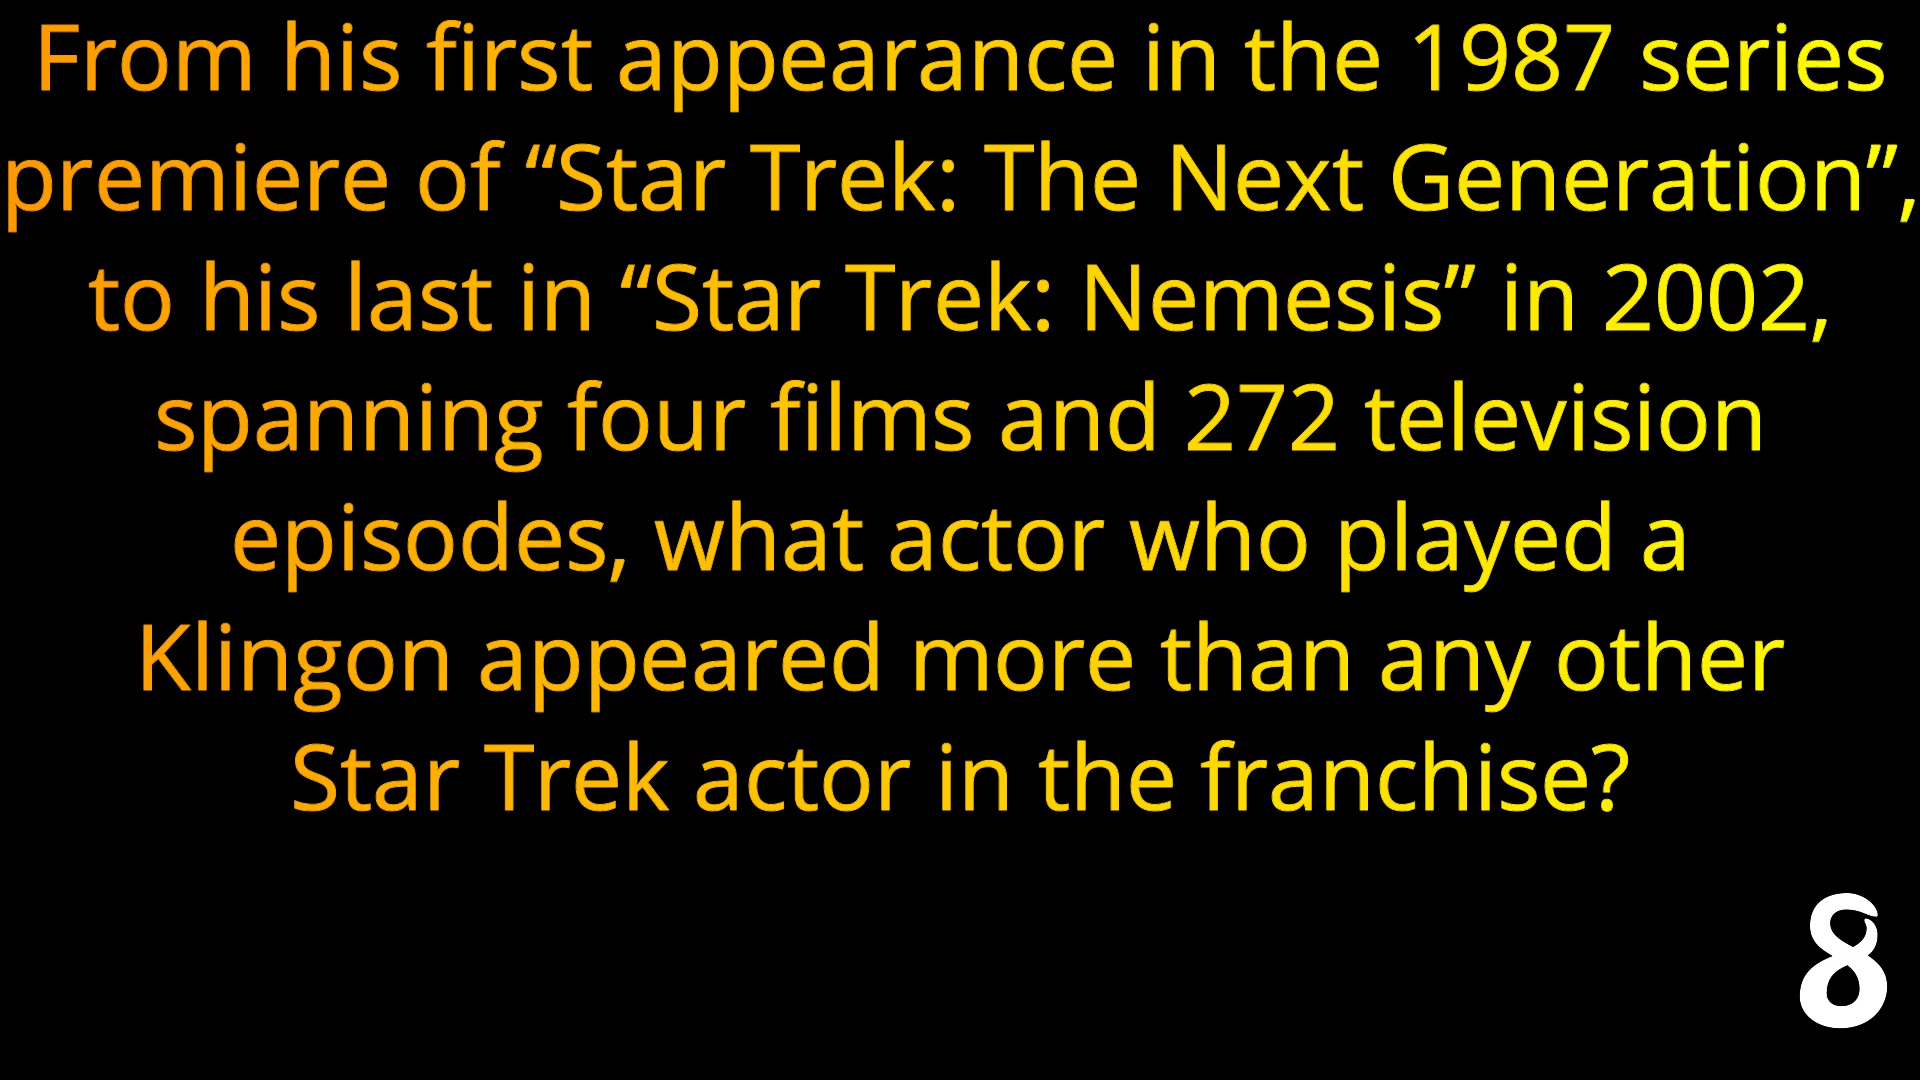 From his first appearance in the 1987 series
premiere of “Star Trek: The Next Generation”,
to his last in “Star Trek: Nemesis” in 2002,
spanning four films and 272 television
episodes, what actor who played a
Klingon appeared more than any other
Star Trek actor in the franchise?
8